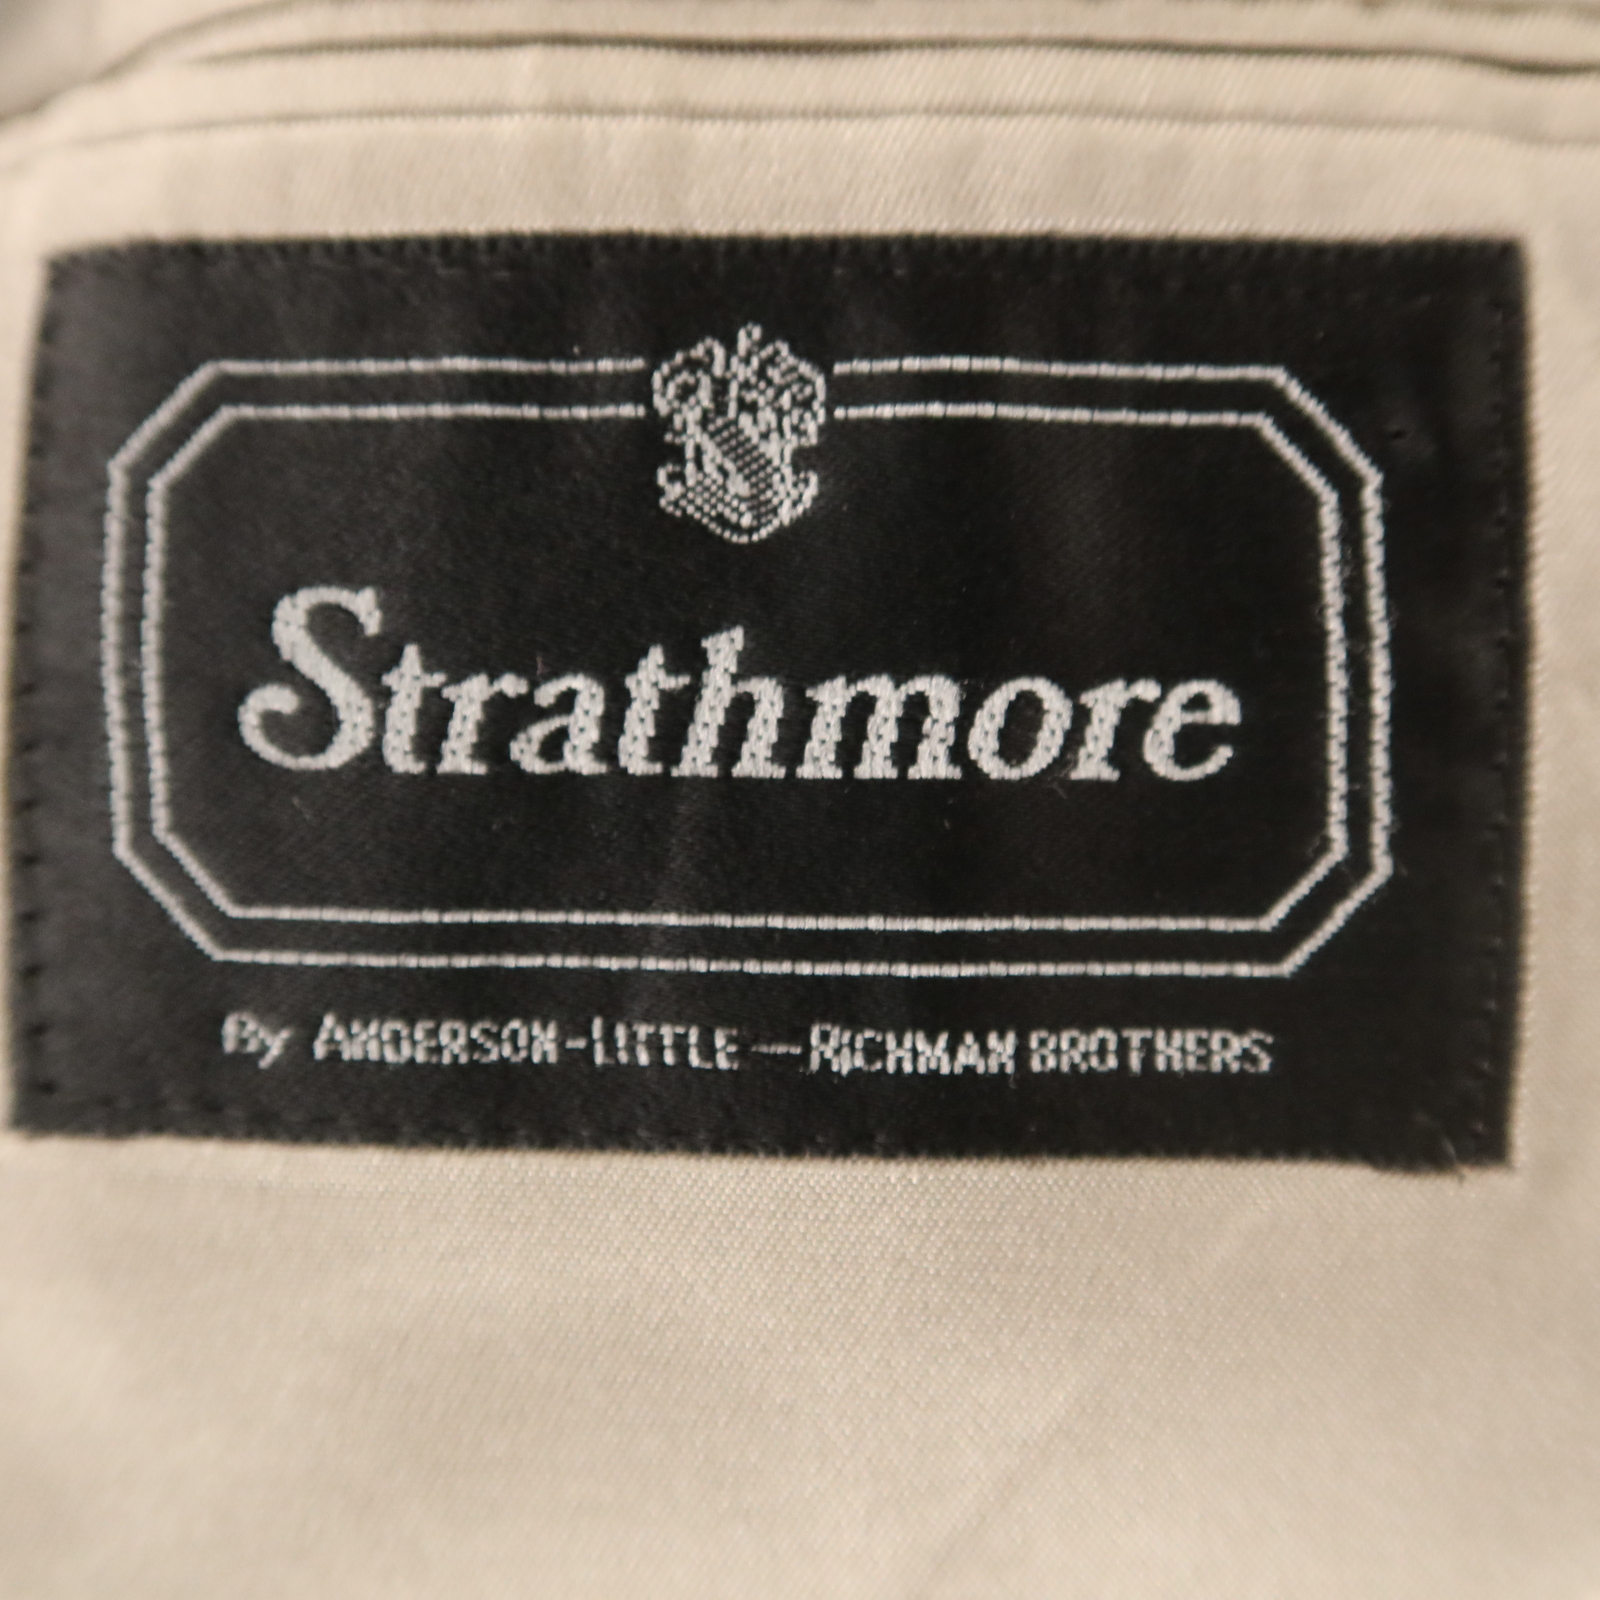 Strathmore
By ANDERSON-LITTLE—RICHMAN BROTHERS